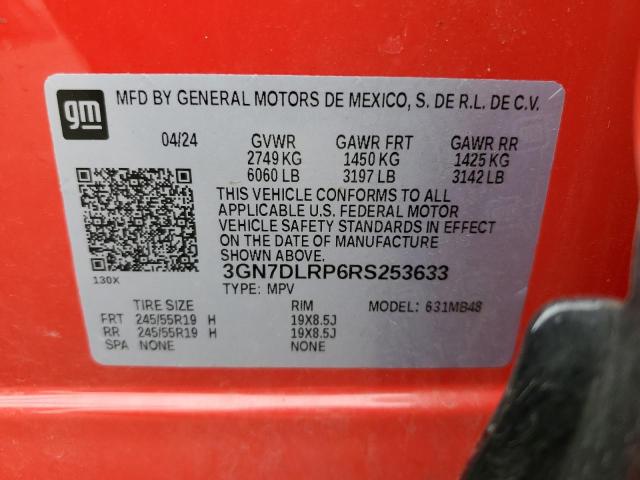 gm MFD BY GENERAL MOTORS DE MEXICO, S. DE R.L. DE C.V.
04/24 GVWR GAWR FRT GAWR RR
2749 KG 1450 KG 1425 KG
6060 LB 3197 LB 3142 LB
THIS VEHICLE CONFORMS TO ALL
APPLICABLE U.S. FEDERAL MOTOR
VEHICLE SAFETY STANDARDS IN EFFECT
ON THE DATE OF MANUFACTURE
SHOWN ABOVE.
130X 3GN7DLRP6RS253633
TYPE: MPV
TIRE SIZE RIM MODEL: 631MB48
FRT 245/55R19 H 19X8.5J
RR 245/55R19 H 19X8.5J
SPA NONE NONE